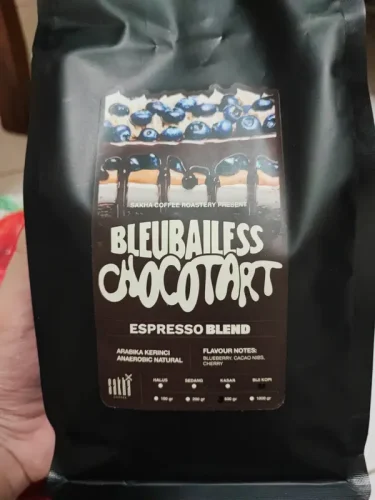 SAKHA COFFEE ROASTERY PRESENT
BLEUBAILESS
CHOCOTART
ESPRESSO BLEND
ARABIKA KERINCI
ANAEROBIC NATURAL
FLAVOUR NOTES:
BLUEBERRY, CACAO NIBS,
CHERRY
HALUS SEDANG KASAR BIJI KOPI
100 gr 200 gr 500 gr 1000 gr